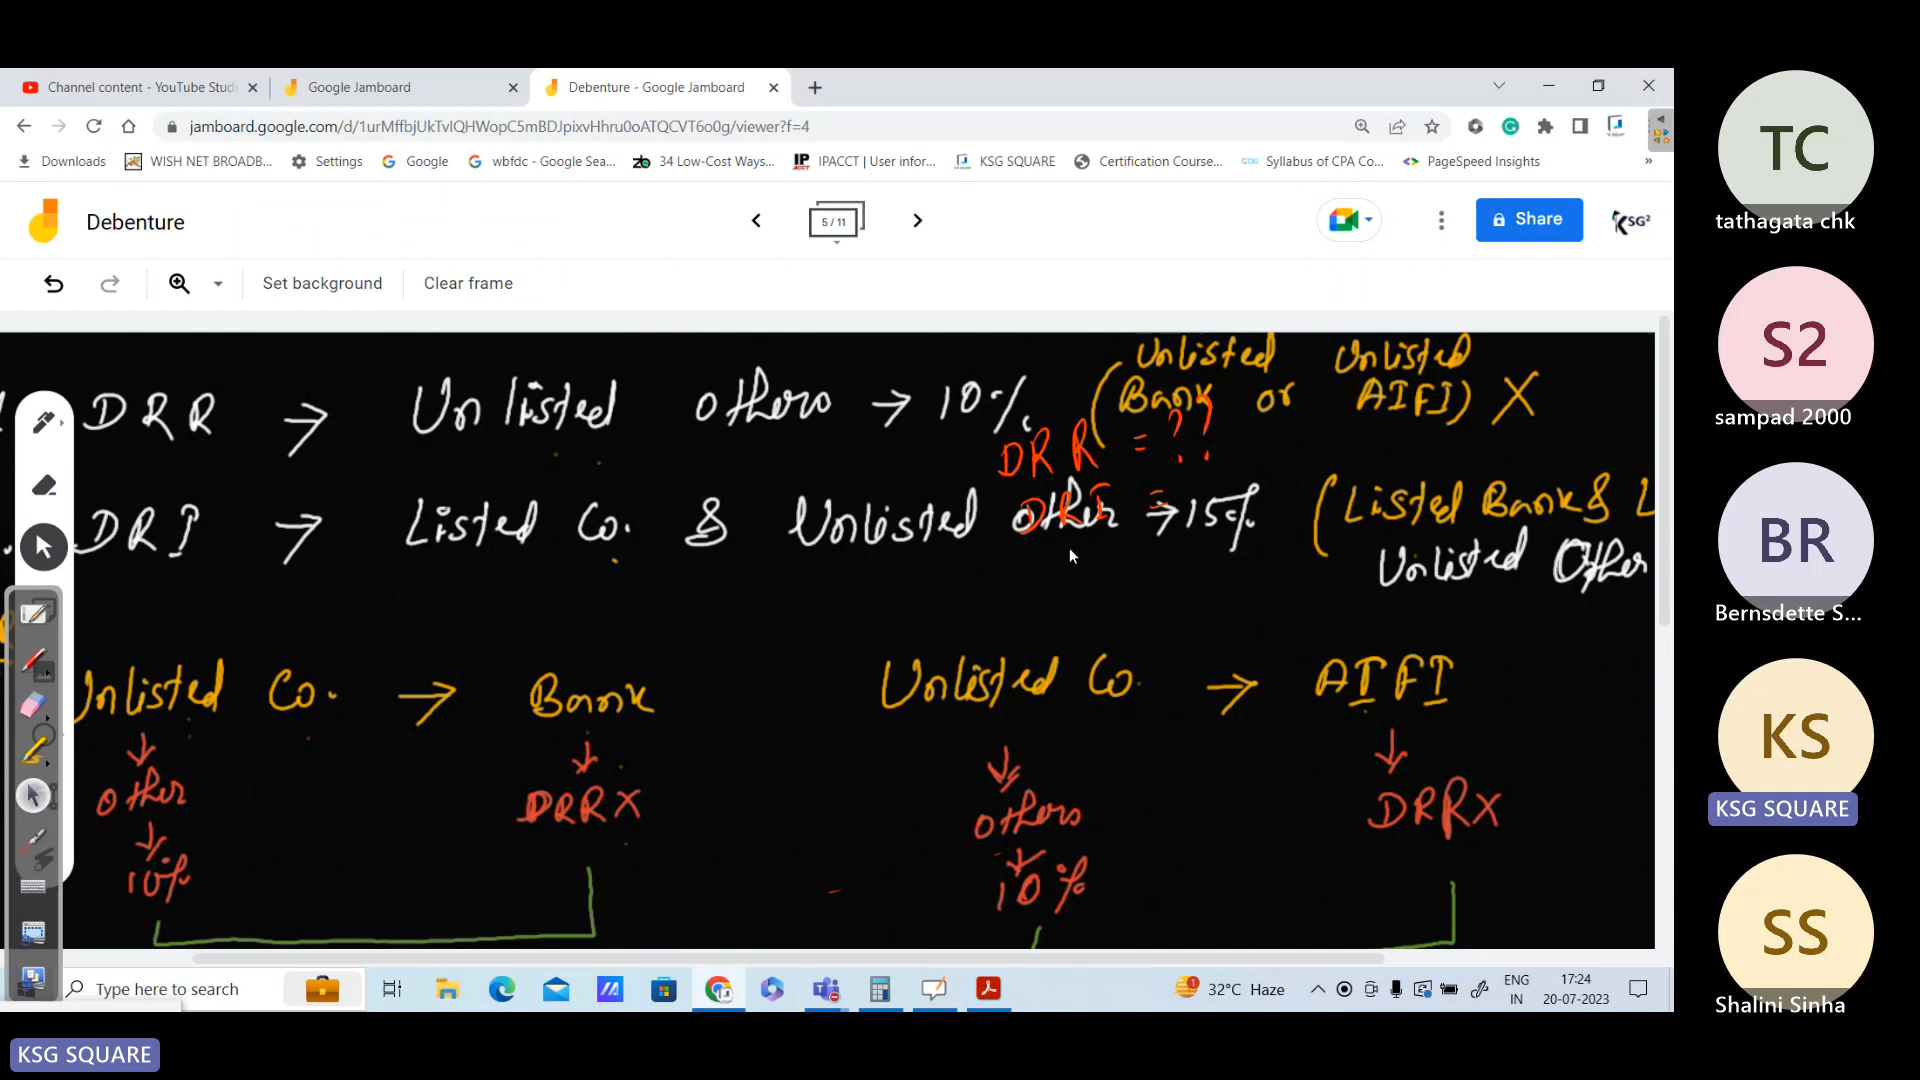 Channel content - YouTube Stud
Google Jamboard
Debenture - Google Jamboard
jamboard.google.com/d/1urMffbjUkTvIQHWopC5mBDJpixvHhru0oATQCVT6o0g/viewer?f=4
Downloads
WISH NET BROADB...
Settings
Google
wbfdc - Google Sea...
34 Low-Cost Ways...
IPACCT | User infor...
KSG SQUARE
Certification Course...
Syllabus of CPA Co...
PageSpeed Insights
»
Debenture
5 / 11
Share
KSG²
Set background
Clear frame
DRR → Unlisted others → 10% (Unlisted Bank or Unlisted AIFI) X
DRR = ??
DRI =
DRI → Listed Co. & Unlisted other → 15% (Listed Bank & L
Unlisted Other
Unlisted Co. → Bank
Unlisted Co. → AIFI
↓ Other ↓ 10%
↓ DRR X
↓ Others ↓ 10%
↓ DRR X
Type here to search
32°C Haze
ENG
IN
17:24
20-07-2023
TC
tathagata chk
S2
sampad 2000
BR
Bernsdette S...
KS
KSG SQUARE
SS
Shalini Sinha
KSG SQUARE